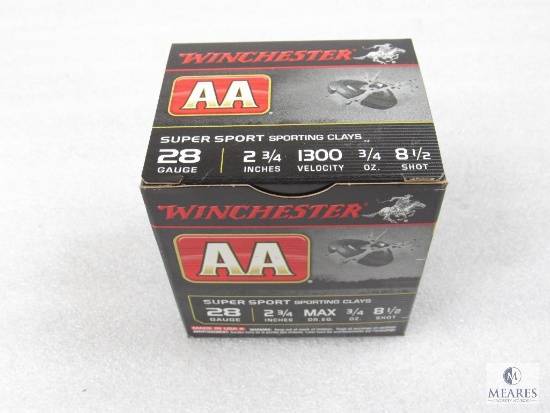 WINCHESTER
AA
SUPER SPORT SPORTING CLAYS
28 2 3/4 1300 3/4 8 1/2
GAUGE INCHES VELOCITY OZ. SHOT
WINCHESTER
AA
SUPER SPORT SPORTING CLAYS
28 2 3/4 MAX 3/4 8 1/2
GAUGE INCHES DR. EQ. OZ. SHOT
MADE IN USA WARNING:
M
MEARES